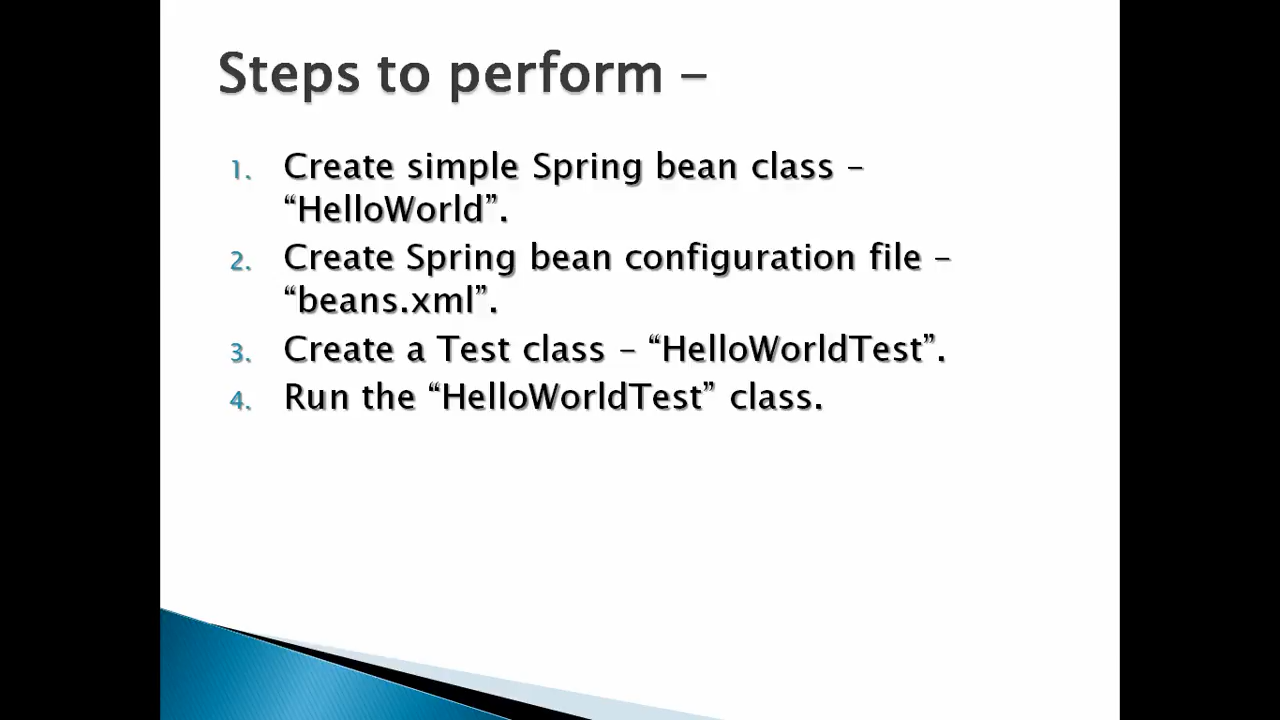 Steps to perform –
1. Create simple Spring bean class –
“HelloWorld”.
2. Create Spring bean configuration file –
“beans.xml”.
3. Create a Test class – “HelloWorldTest”.
4. Run the “HelloWorldTest” class.